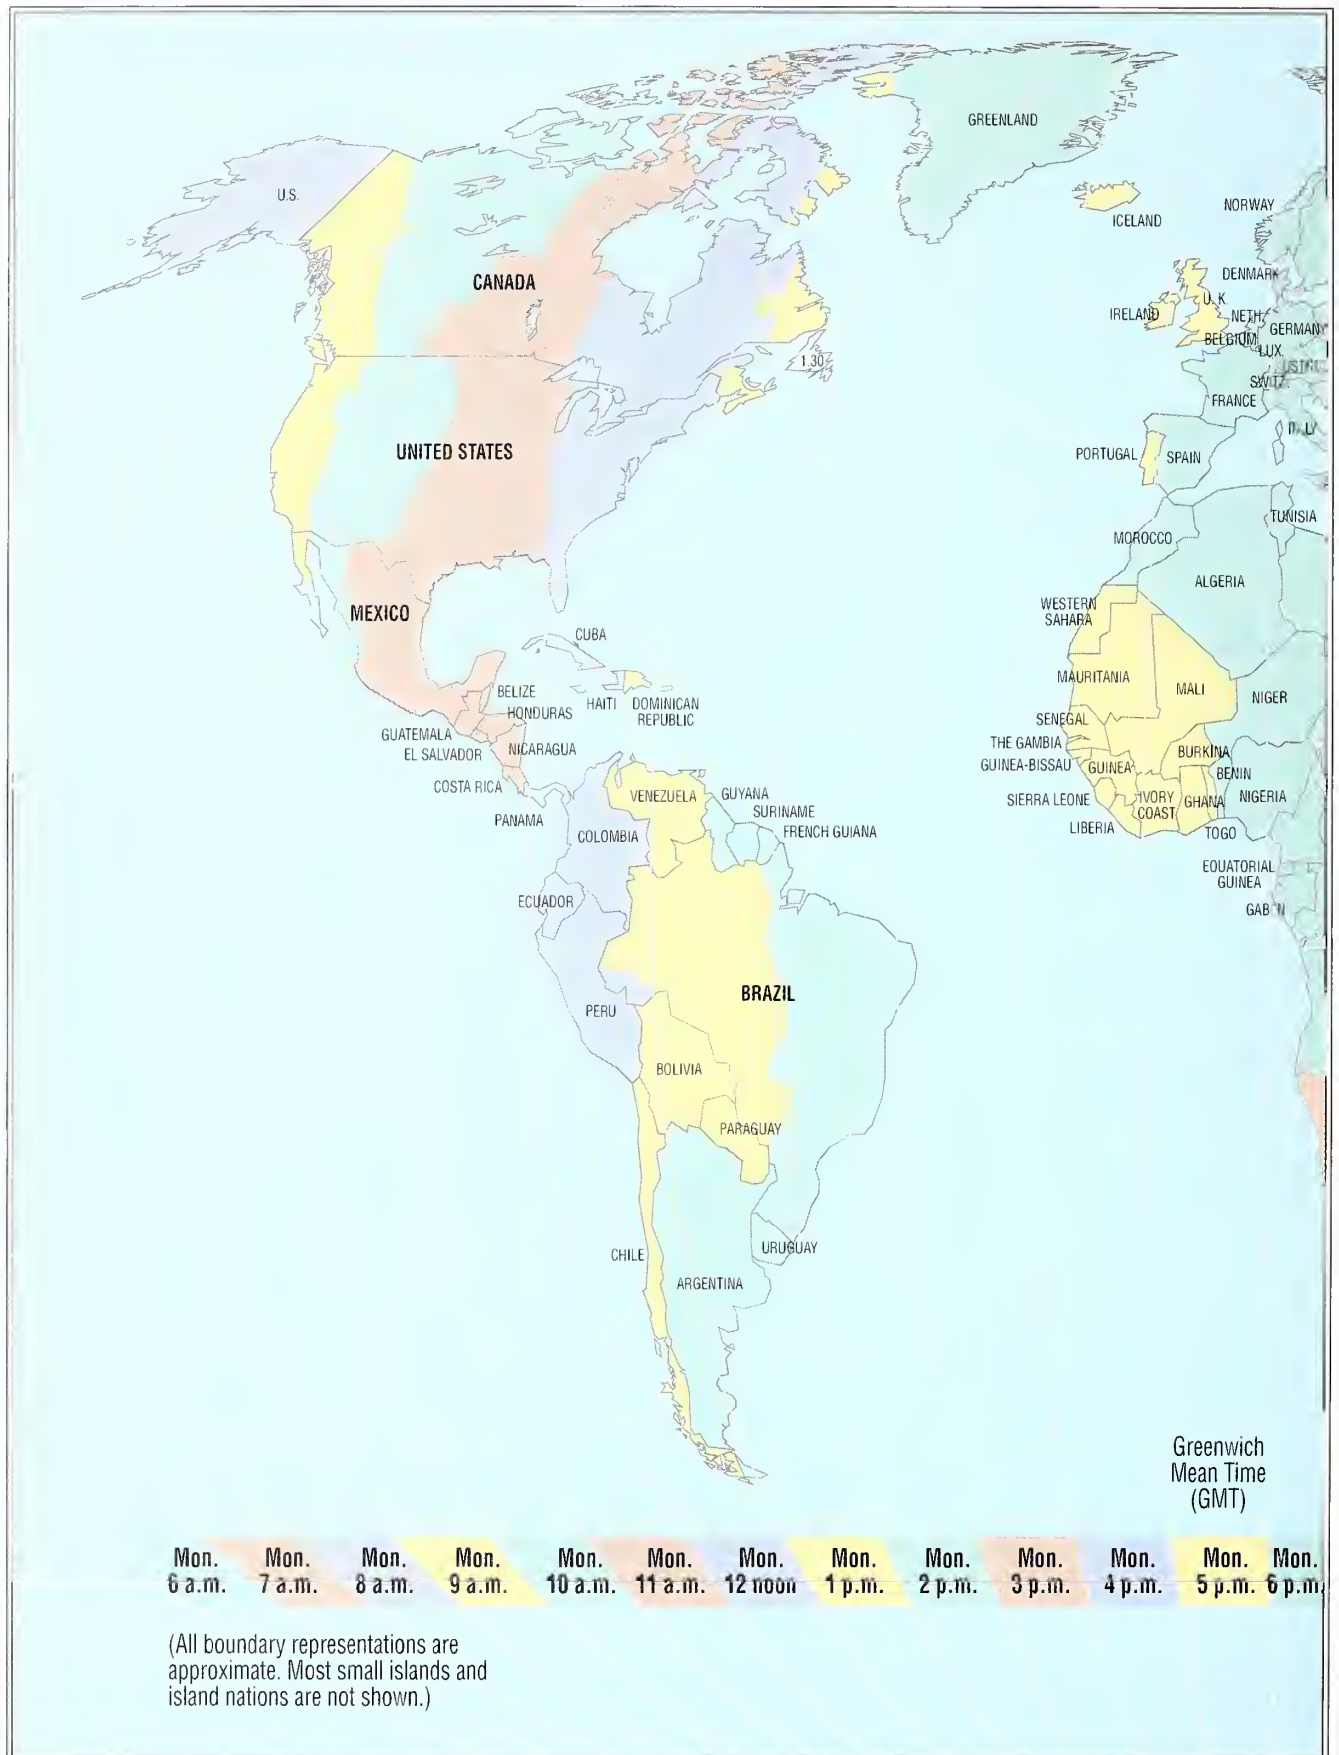 GREENLAND
U.S.
ICELAND
NORWAY
CANADA
DENMARK
U.K.
IRELAND
NETH.
GERMANY
BELGIUM
LUX.
1:30
SWITZ.
FRANCE
ITALY
UNITED STATES
PORTUGAL
SPAIN
TUNISIA
MOROCCO
ALGERIA
MEXICO
WESTERN
SAHARA
CUBA
MAURITANIA
MALI
NIGER
BELIZE
HONDURAS
HAITI
DOMINICAN
REPUBLIC
SENEGAL
GUATEMALA
EL SALVADOR
NICARAGUA
THE GAMBIA
BURKINA
GUINEA-BISSAU
GUINEA
BENIN
COSTA RICA
VENEZUELA
GUYANA
SIERRA LEONE
IVORY
COAST
GHANA
NIGERIA
PANAMA
SURINAME
COLOMBIA
FRENCH GUIANA
LIBERIA
TOGO
EQUATORIAL
GUINEA
ECUADOR
GABON
BRAZIL
PERU
BOLIVIA
PARAGUAY
CHILE
URUGUAY
ARGENTINA
Greenwich
Mean Time
(GMT)
Mon. Mon. Mon. Mon. Mon. Mon. Mon. Mon. Mon. Mon. Mon. Mon. Mon.
6 a.m. 7 a.m. 8 a.m. 9 a.m. 10 a.m. 11 a.m. 12 noon 1 p.m. 2 p.m. 3 p.m. 4 p.m. 5 p.m. 6 p.m.
(All boundary representations are
approximate. Most small islands and
island nations are not shown.)